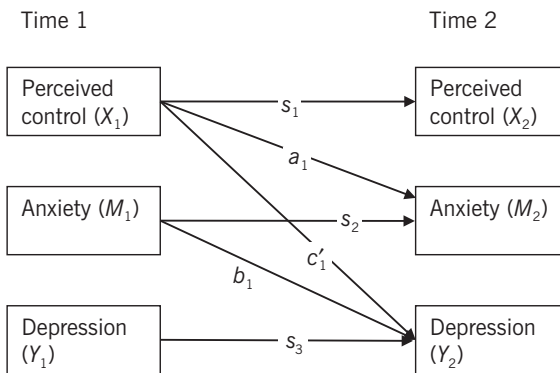 Time 1
Time 2
Perceived
control (X₁)
s₁
Perceived
control (X₂)
a₁
Anxiety (M₁)
s₂
Anxiety (M₂)
c′₁
b₁
Depression
(Y₁)
s₃
Depression
(Y₂)